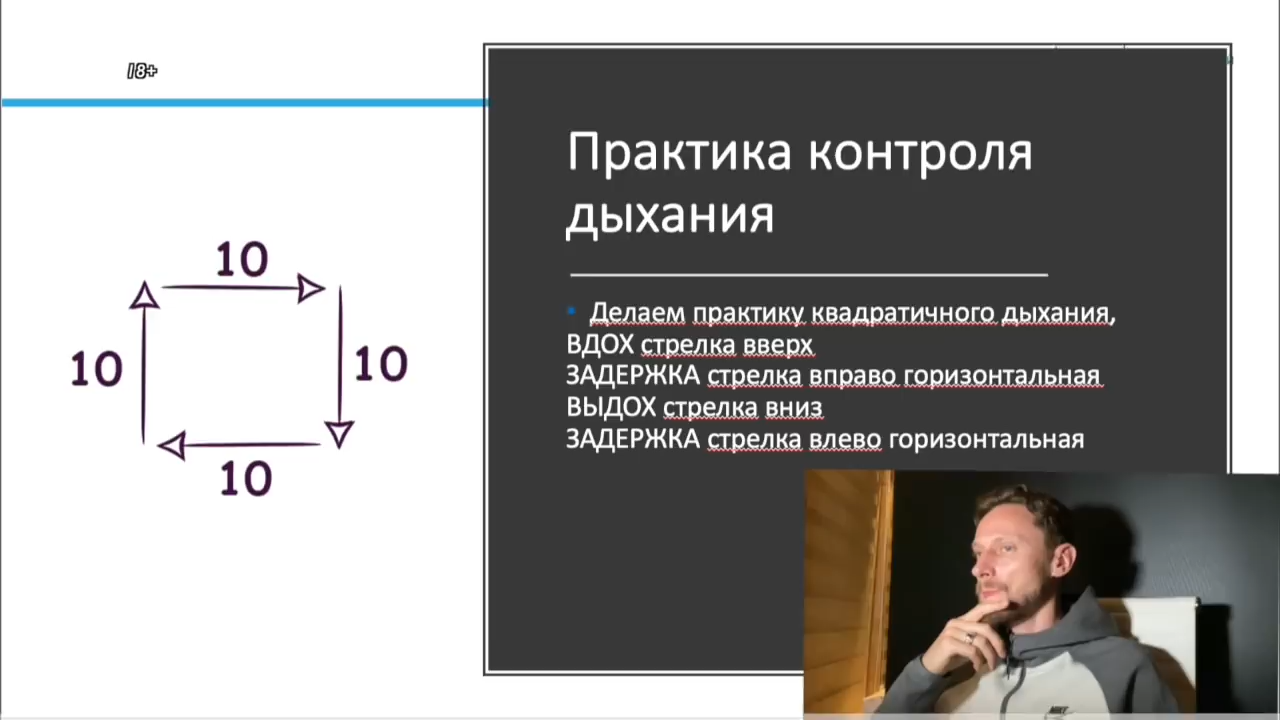 18+
10
10
10
10
Практика контроля
дыхания
Делаем практику квадратичного дыхания,
ВДОХ стрелка вверх
ЗАДЕРЖКА стрелка вправо горизонтальная
ВЫДОХ стрелка вниз
ЗАДЕРЖКА стрелка влево горизонтальная
NIKE